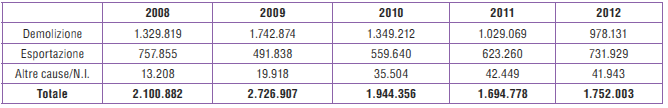 2008 2009 2010 2011 2012
Demolizione 1.329.819 1.742.874 1.349.212 1.029.069 978.131
Esportazione 757.855 491.838 559.640 623.260 731.929
Altre cause/N.I. 13.208 19.918 35.504 42.449 41.943
Totale 2.100.882 2.726.907 1.944.356 1.694.778 1.752.003